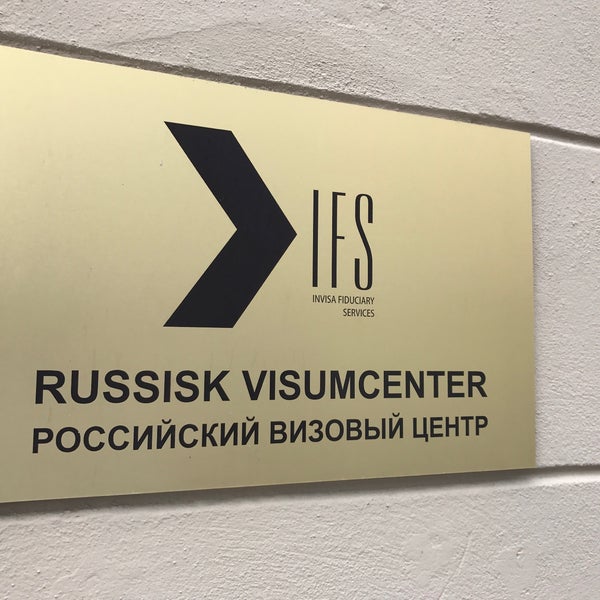 IFS
INVISA FIDUCIARY
SERVICES
RUSSISK VISUMCENTER
РОССИЙСКИЙ ВИЗОВЫЙ ЦЕНТР